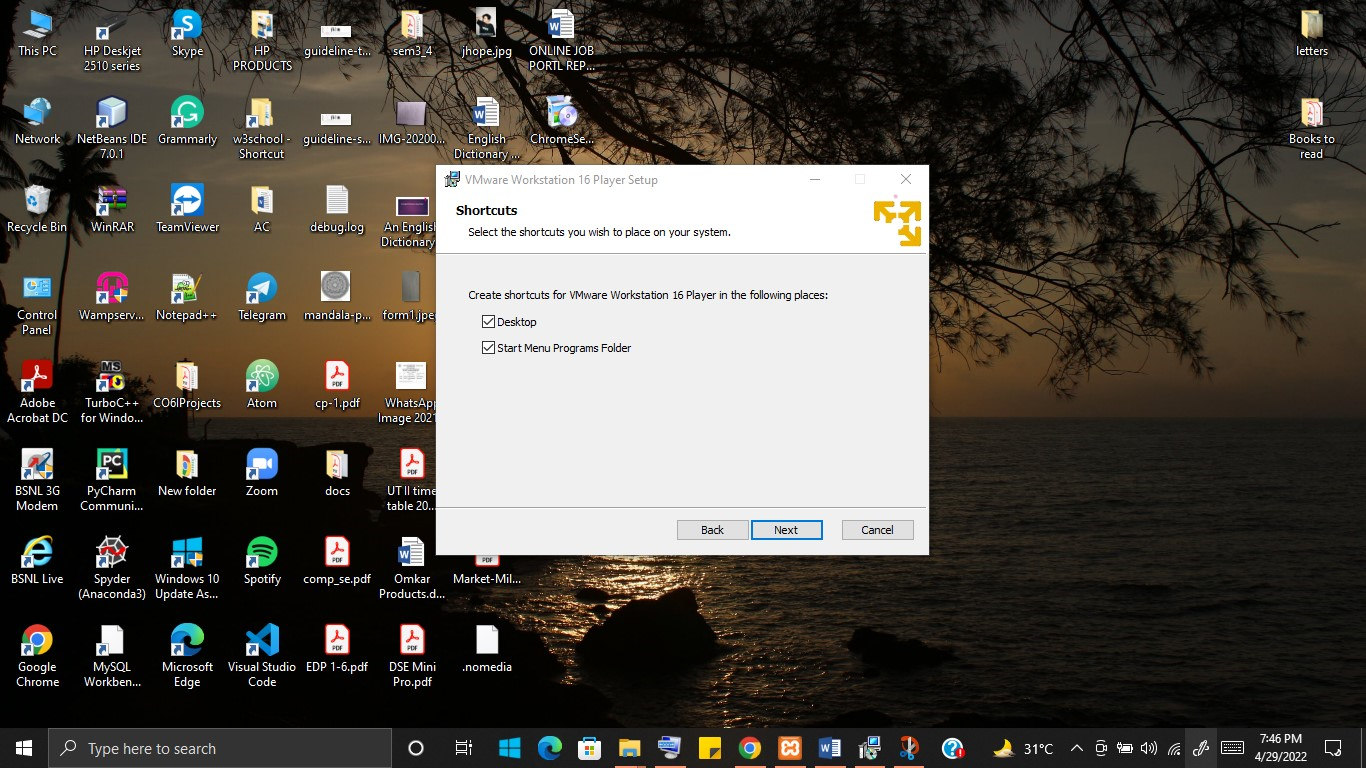 This PC
HP Deskjet
2510 series
Skype
HP
PRODUCTS
guideline-t...
sem3_4
jhope.jpg
ONLINE JOB
PORTL REP...
letters
Network
NetBeans IDE
7.0.1
Grammarly
w3school -
Shortcut
guideline-s...
IMG-20200...
English
Dictionary ...
ChromeSe...
Books to
read
VMware Workstation 16 Player Setup
Shortcuts
Select the shortcuts you wish to place on your system.
Recycle Bin
WinRAR
TeamViewer
AC
debug.log
An English
Dictionary
Create shortcuts for VMware Workstation 16 Player in the following places:
Desktop
Start Menu Programs Folder
Control
Panel
Wampserv...
Notepad++
Telegram
mandala-p...
form1.jpeg
Adobe
Acrobat DC
TurboC++
for Windo...
CO6IProjects
Atom
cp-1.pdf
WhatsApp
Image 2021
BSNL 3G
Modem
PyCharm
Communi...
New folder
Zoom
docs
UT II time
table 20...
Back
Next
Cancel
BSNL Live
Spyder
(Anaconda3)
Windows 10
Update As...
Spotify
comp_se.pdf
Omkar
Products.d...
Market-Mil...
Google
Chrome
MySQL
Workben...
Microsoft
Edge
Visual Studio
Code
EDP 1-6.pdf
DSE Mini
Pro.pdf
.nomedia
Type here to search
31°C
7:46 PM
4/29/2022